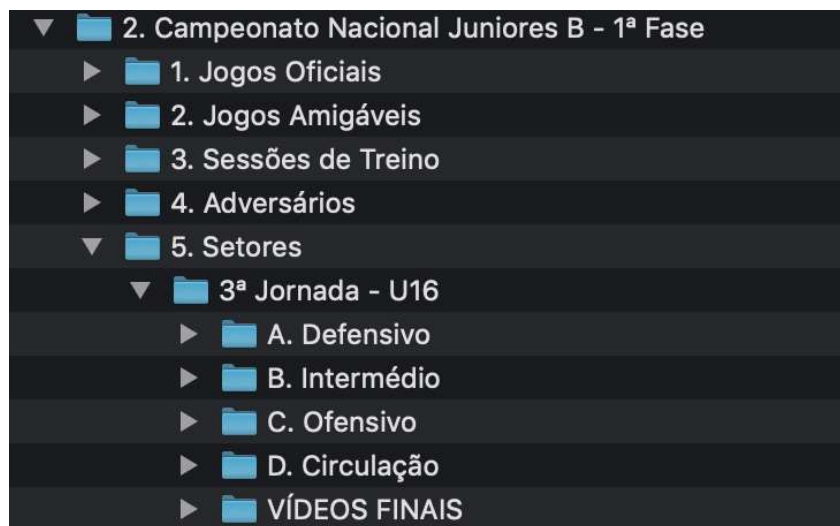 2. Campeonato Nacional Juniores B - 1ª Fase
1. Jogos Oficiais
2. Jogos Amigáveis
3. Sessões de Treino
4. Adversários
5. Setores
3ª Jornada - U16
A. Defensivo
B. Intermédio
C. Ofensivo
D. Circulação
VÍDEOS FINAIS